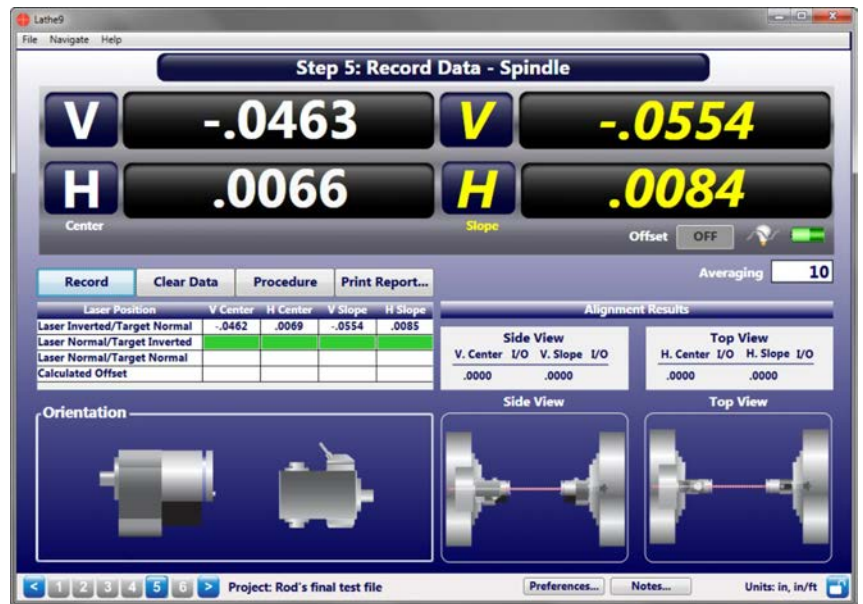 Lathe9
File Navigate Help
Step 5: Record Data - Spindle
V -.0463 V -.0554
H .0066 H .0084
Center Slope Offset OFF
Record Clear Data Procedure Print Report... Averaging 10
Laser Position V Center H Center V Slope H Slope
Laser Inverted/Target Normal -.0462 .0069 -.0554 .0085
Laser Normal/Target Inverted
Laser Normal/Target Normal
Calculated Offset
Alignment Results
Side View Top View
V. Center I/O V. Slope I/O H. Center I/O H. Slope I/O
.0000 .0000 .0000 .0000
Orientation Side View Top View
< 1 2 3 4 5 6 > Project: Rod's final test file Preferences... Notes... Units: in, in/ft